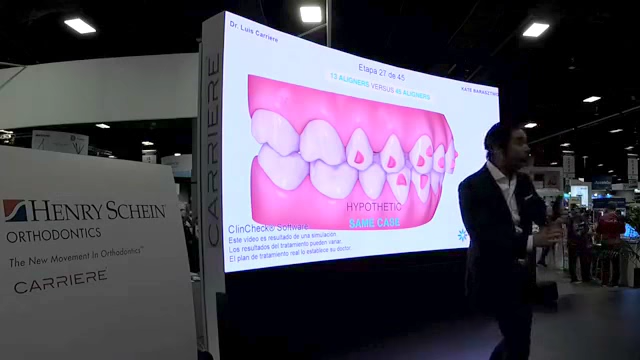 HENRY SCHEIN
ORTHODONTICS
The New Movement In Orthodontics™
CARRIERE
CARRIERE
Dr. Luis Carriere
Etapa 27 de 45
13 ALIGNERS VERSUS 45 ALIGNERS
HYPOTHETIC
SAME CASE
ClinCheck® Software
Este vídeo es resultado de una simulación.
Los resultados del tratamiento pueden variar.
El plan de tratamiento real lo establece su doctor.